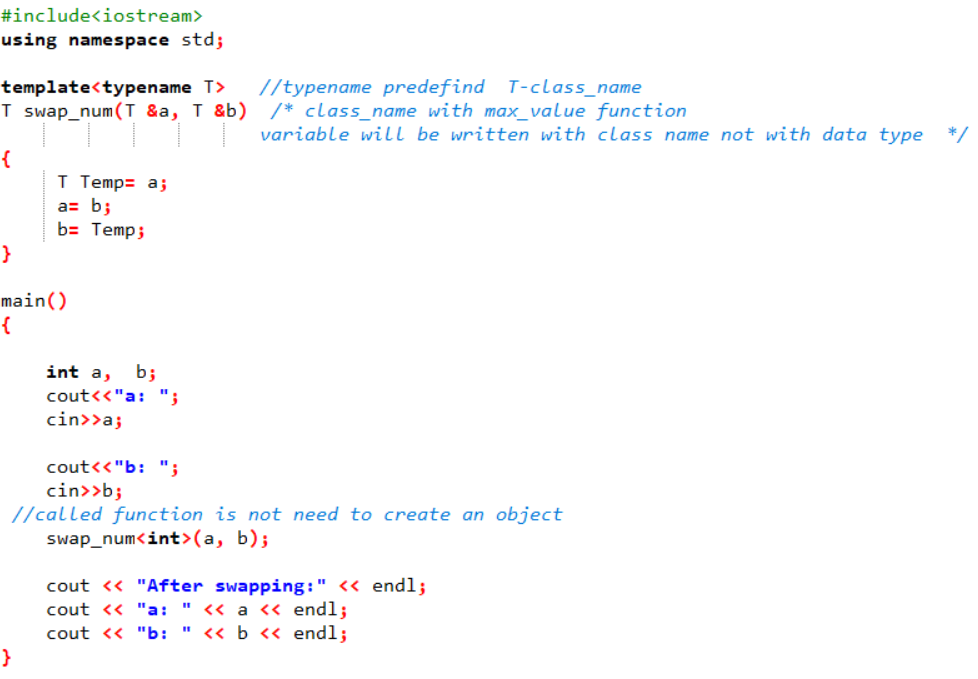 #include<iostream>
using namespace std;
template<typename T> //typename predefind T-class_name
T swap_num(T &a, T &b) /* class_name with max_value function
variable will be written with class name not with data type */
{
T Temp= a;
a= b;
b= Temp;
}
main()
{
int a, b;
cout<<"a: ";
cin>>a;
cout<<"b: ";
cin>>b;
//called function is not need to create an object
swap_num<int>(a, b);
cout << "After swapping:" << endl;
cout << "a: " << a << endl;
cout << "b: " << b << endl;
}